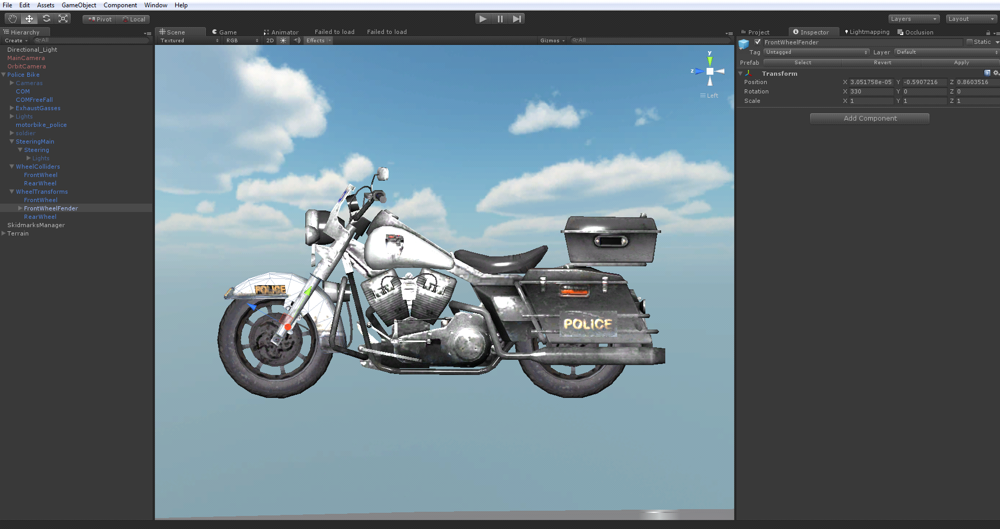 File Edit Assets GameObject Component Window Help
Pivot Local Layers Layout
Hierarchy Scene Game Animator Failed to load Failed to load Project Inspector Lightmapping Occlusion
Create All Textured RGB 2D Effects Gizmos All
FrontWheelFender Static
Tag Untagged Layer Default
Prefab Select Revert Apply
Transform
Position X 3.051758e-05 Y -0.5907216 Z 0.8603516
Rotation X 330 Y 0 Z 0
Scale X 1 Y 1 Z 1
Add Component
Directional_Light
MainCamera
OrbitCamera
Police Bike
Cameras
COM
COMFreeFall
ExhaustGasses
Lights
motorbike_police
soldier
SteeringMain
Steering
Lights
WheelColliders
FrontWheel
RearWheel
WheelTransforms
FrontWheel
FrontWheelFender
RearWheel
SkidmarksManager
Terrain
y
z
Left
POLICE
POLICE